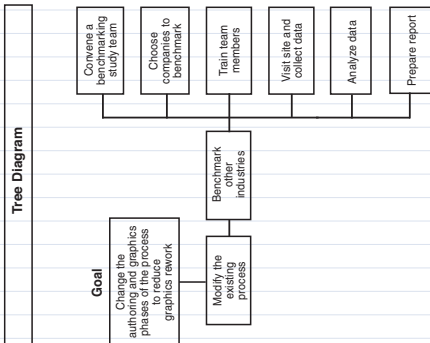 Tree Diagram
Goal
Change the
authoring and graphics
phases of the process
to reduce
graphics rework
Modify the
existing
process
Benchmark
other
industries
Convene a
benchmarking
study team
Choose
companies to
benchmark
Train team
members
Visit site and
collect data
Analyze data
Prepare report